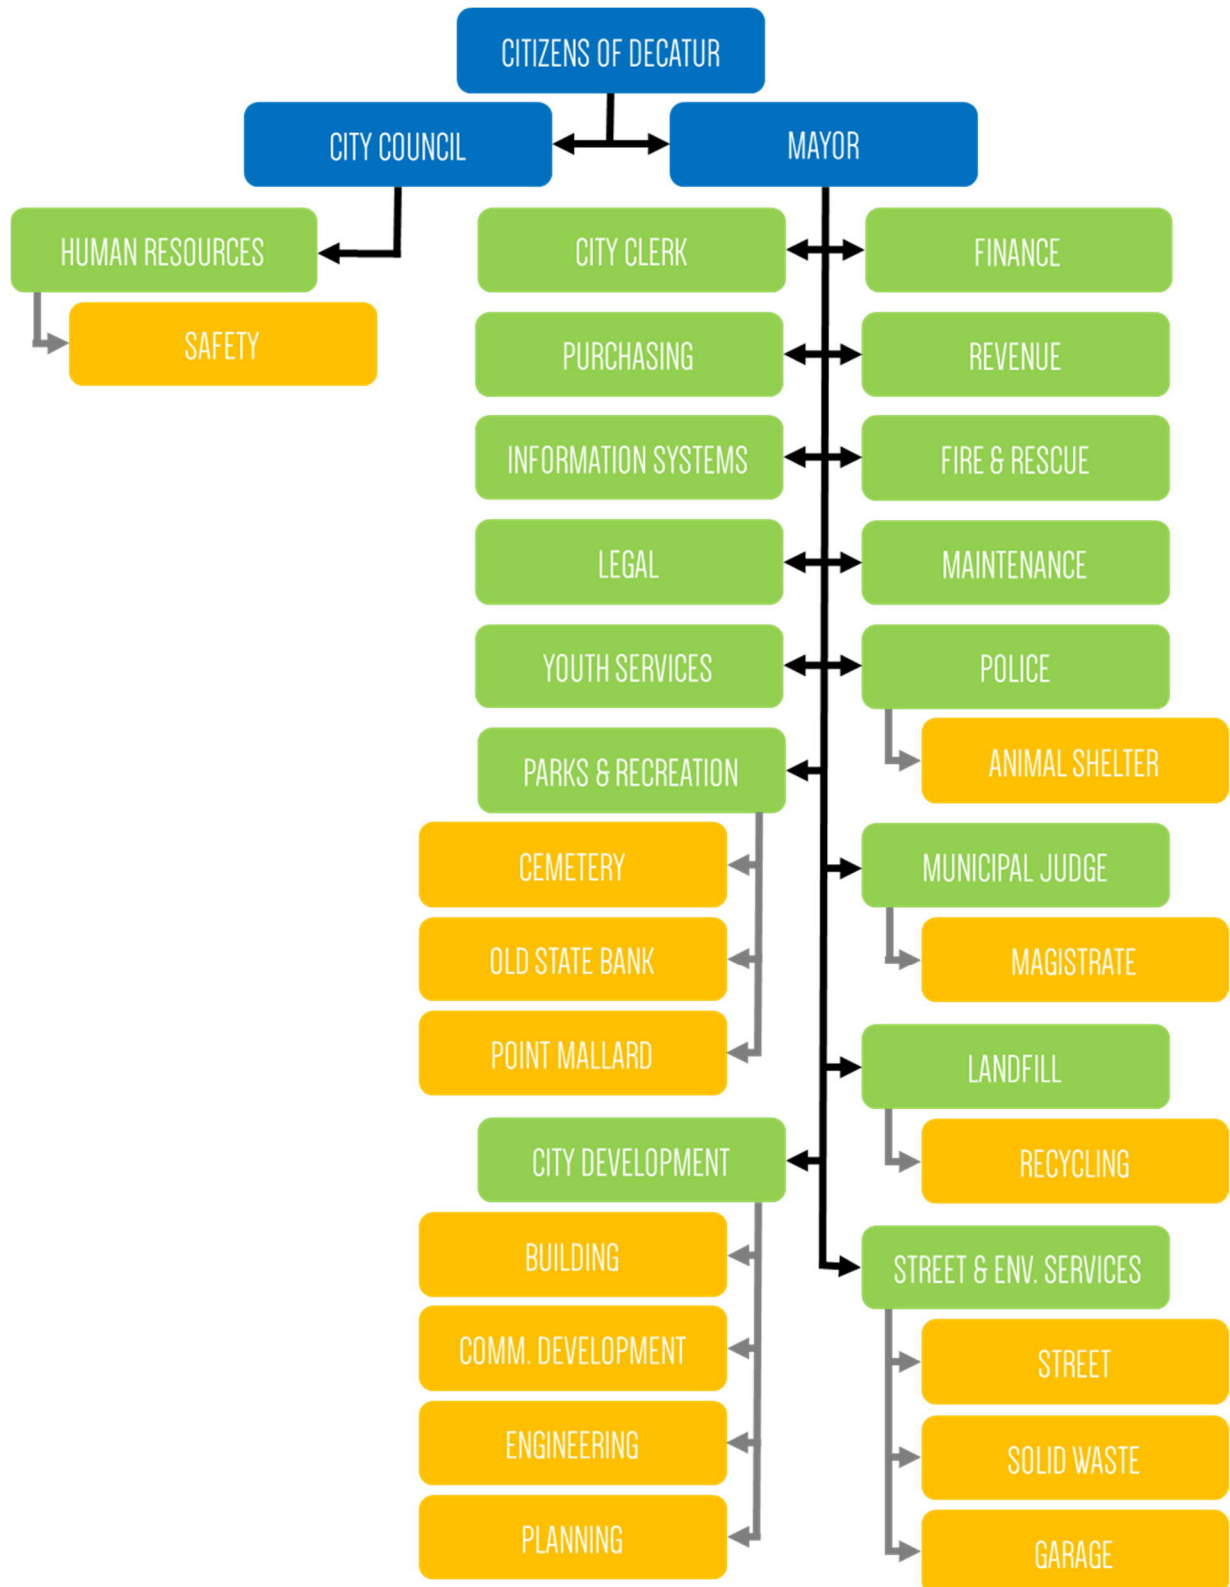 CITIZENS OF DECATUR
CITY COUNCIL
MAYOR
HUMAN RESOURCES
SAFETY
CITY CLERK
FINANCE
PURCHASING
REVENUE
INFORMATION SYSTEMS
FIRE & RESCUE
LEGAL
MAINTENANCE
YOUTH SERVICES
POLICE
ANIMAL SHELTER
PARKS & RECREATION
CEMETERY
OLD STATE BANK
POINT MALLARD
MUNICIPAL JUDGE
MAGISTRATE
LANDFILL
RECYCLING
CITY DEVELOPMENT
BUILDING
COMM. DEVELOPMENT
ENGINEERING
PLANNING
STREET & ENV. SERVICES
STREET
SOLID WASTE
GARAGE